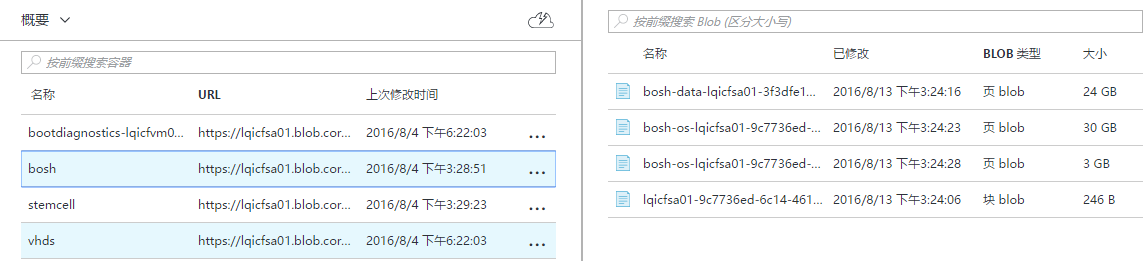 概要
按前缀搜索容器
名称 URL 上次修改时间
bootdiagnostics-lqicfvm0... https://lqicfsa01.blob.cor... 2016/8/4 下午6:22:03 ...
bosh https://lqicfsa01.blob.cor... 2016/8/4 下午3:28:51 ...
stemcell https://lqicfsa01.blob.cor... 2016/8/4 下午3:29:23 ...
vhds https://lqicfsa01.blob.cor... 2016/8/4 下午6:22:03 ...
按前缀搜索 Blob (区分大小写)
名称 已修改 BLOB 类型 大小
bosh-data-lqicfsa01-3f3dfe1... 2016/8/13 下午3:24:16 页 blob 24 GB
bosh-os-lqicfsa01-9c7736ed-... 2016/8/13 下午3:24:23 页 blob 30 GB
bosh-os-lqicfsa01-9c7736ed-... 2016/8/13 下午3:24:28 页 blob 3 GB
lqicfsa01-9c7736ed-6c14-461... 2016/8/13 下午3:24:06 块 blob 246 B